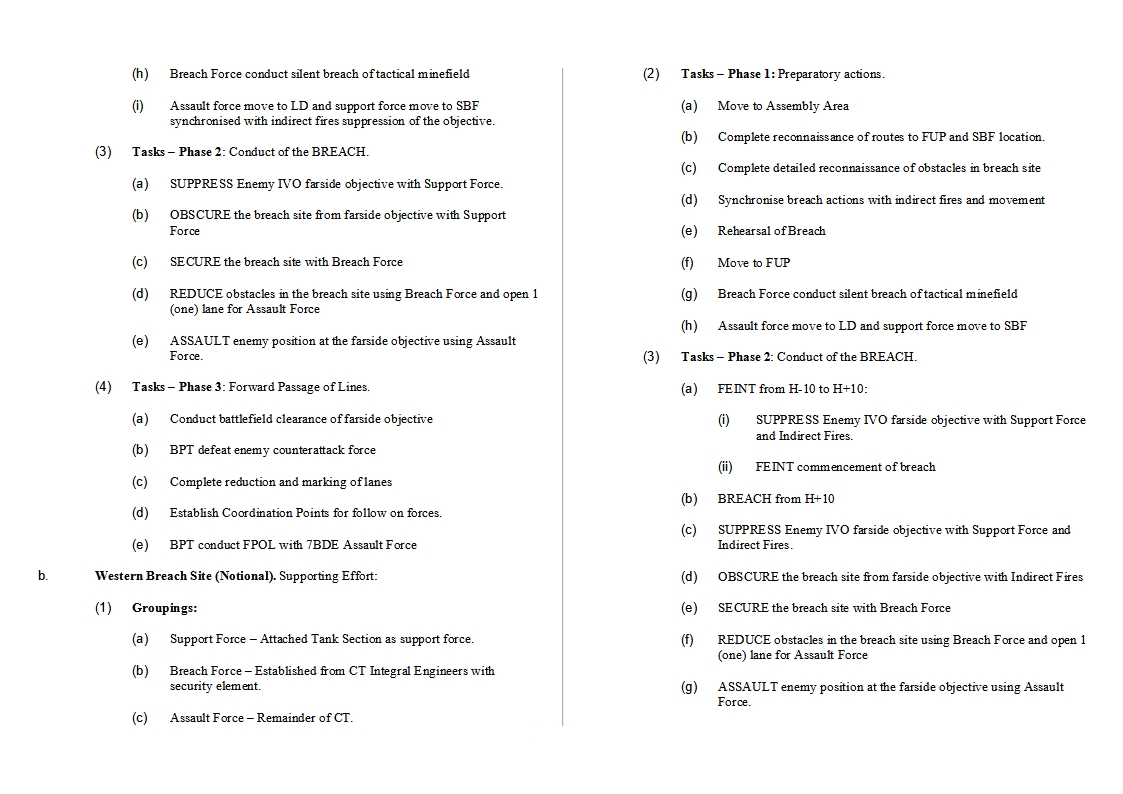 (h) Breach Force conduct silent breach of tactical minefield
(i) Assault force move to LD and support force move to SBF
synchronised with indirect fires suppression of the objective.
(3) Tasks – Phase 2: Conduct of the BREACH.
(a) SUPPRESS Enemy IVO farside objective with Support Force.
(b) OBSCURE the breach site from farside objective with Support
Force
(c) SECURE the breach site with Breach Force
(d) REDUCE obstacles in the breach site using Breach Force and open 1
(one) lane for Assault Force
(e) ASSAULT enemy position at the farside objective using Assault
Force.
(4) Tasks – Phase 3: Forward Passage of Lines.
(a) Conduct battlefield clearance of farside objective
(b) BPT defeat enemy counterattack force
(c) Complete reduction and marking of lanes
(d) Establish Coordination Points for follow on forces.
(e) BPT conduct FPOL with 7BDE Assault Force
b. Western Breach Site (Notional). Supporting Effort:
(1) Groupings:
(a) Support Force – Attached Tank Section as support force.
(b) Breach Force – Established from CT Integral Engineers with
security element.
(c) Assault Force – Remainder of CT.
(2) Tasks – Phase 1: Preparatory actions.
(a) Move to Assembly Area
(b) Complete reconnaissance of routes to FUP and SBF location.
(c) Complete detailed reconnaissance of obstacles in breach site
(d) Synchronise breach actions with indirect fires and movement
(e) Rehearsal of Breach
(f) Move to FUP
(g) Breach Force conduct silent breach of tactical minefield
(h) Assault force move to LD and support force move to SBF
(3) Tasks – Phase 2: Conduct of the BREACH.
(a) FEINT from H-10 to H+10:
(i) SUPPRESS Enemy IVO farside objective with Support Force
and Indirect Fires.
(ii) FEINT commencement of breach
(b) BREACH from H+10
(c) SUPPRESS Enemy IVO farside objective with Support Force and
Indirect Fires.
(d) OBSCURE the breach site from farside objective with Indirect Fires
(e) SECURE the breach site with Breach Force
(f) REDUCE obstacles in the breach site using Breach Force and open 1
(one) lane for Assault Force
(g) ASSAULT enemy position at the farside objective using Assault
Force.